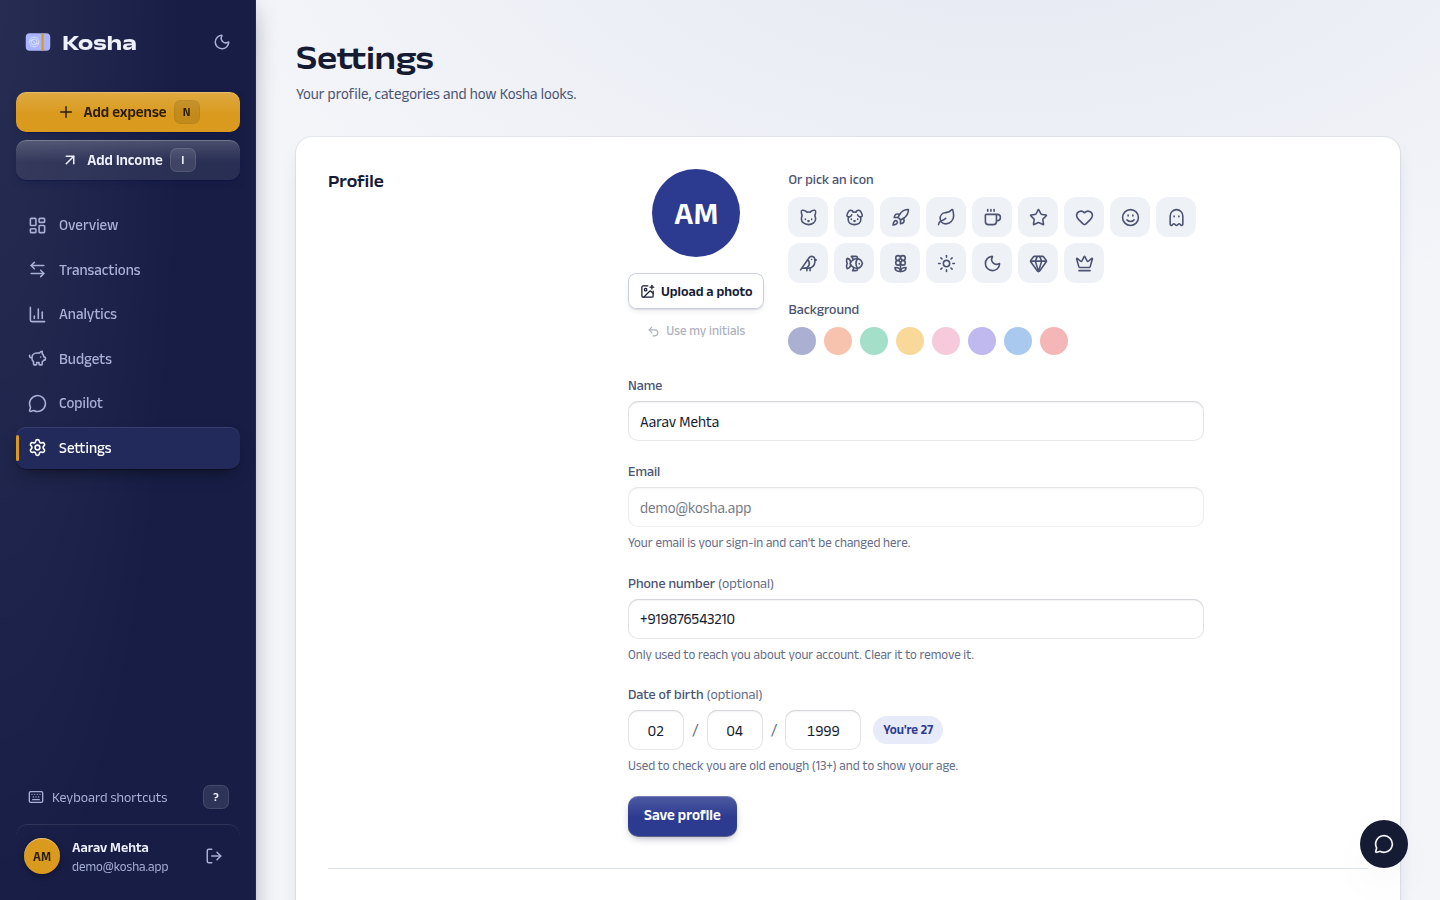 Kosha
Add expense N
Add income I
Overview
Transactions
Analytics
Budgets
Copilot
Settings
Keyboard shortcuts ?
AM
Aarav Mehta
demo@kosha.app
Settings
Your profile, categories and how Kosha looks.
Profile
AM
Upload a photo
Use my initials
Or pick an icon
Background
Name
Aarav Mehta
Email
demo@kosha.app
Your email is your sign-in and can't be changed here.
Phone number (optional)
+919876543210
Only used to reach you about your account. Clear it to remove it.
Date of birth (optional)
02 / 04 / 1999 You're 27
Used to check you are old enough (13+) and to show your age.
Save profile